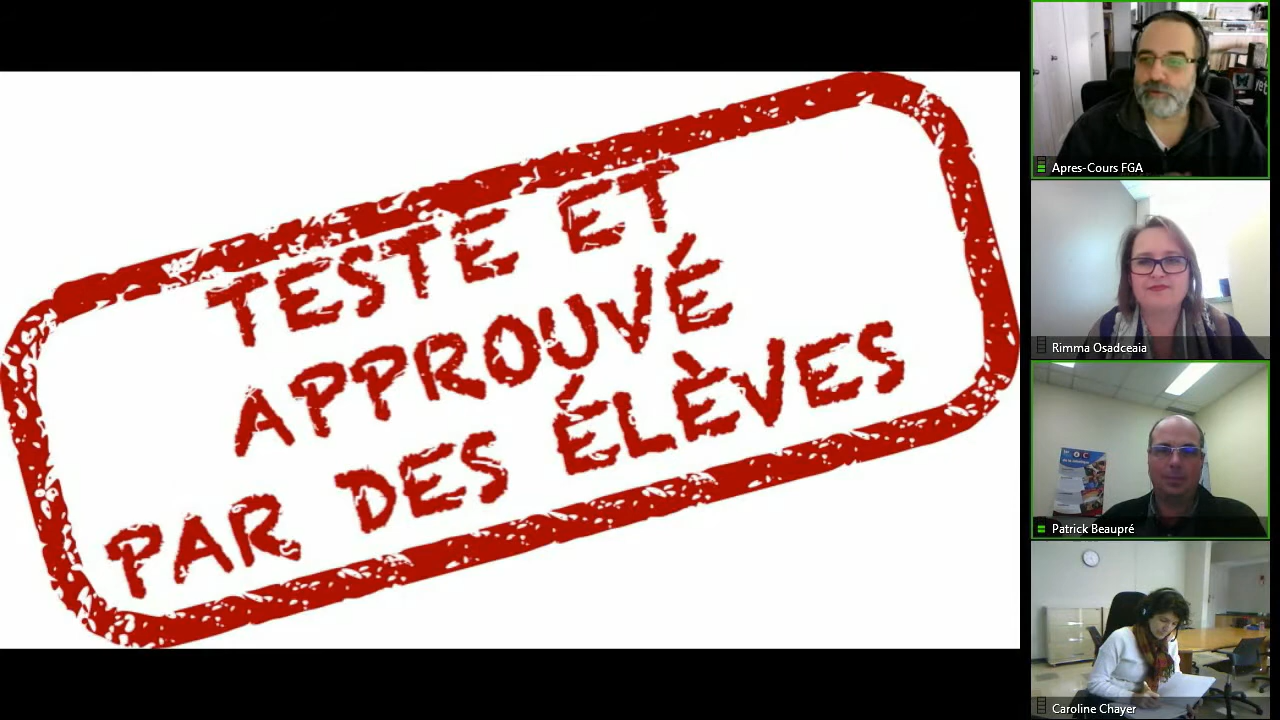 TESTE ET
APPROUVÉ
PAR DES ÉLÈVES
Apres-Cours FGA
Rimma Osadceaia
Patrick Beaupré
Caroline Chayer